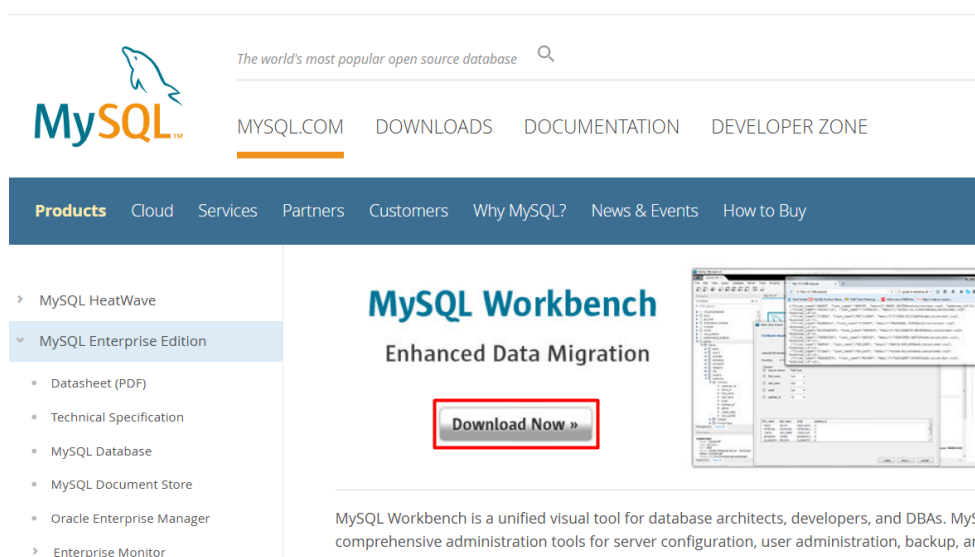 The world's most popular open source database
MySQL™
MYSQL.COM DOWNLOADS DOCUMENTATION DEVELOPER ZONE
Products Cloud Services Partners Customers Why MySQL? News & Events How to Buy
MySQL HeatWave
MySQL Enterprise Edition
Datasheet (PDF)
Technical Specification
MySQL Database
MySQL Document Store
Oracle Enterprise Manager
Enterprise Monitor
MySQL Workbench
Enhanced Data Migration
Download Now »
MySQL Workbench is a unified visual tool for database architects, developers, and DBAs. MyS
comprehensive administration tools for server configuration, user administration, backup, an